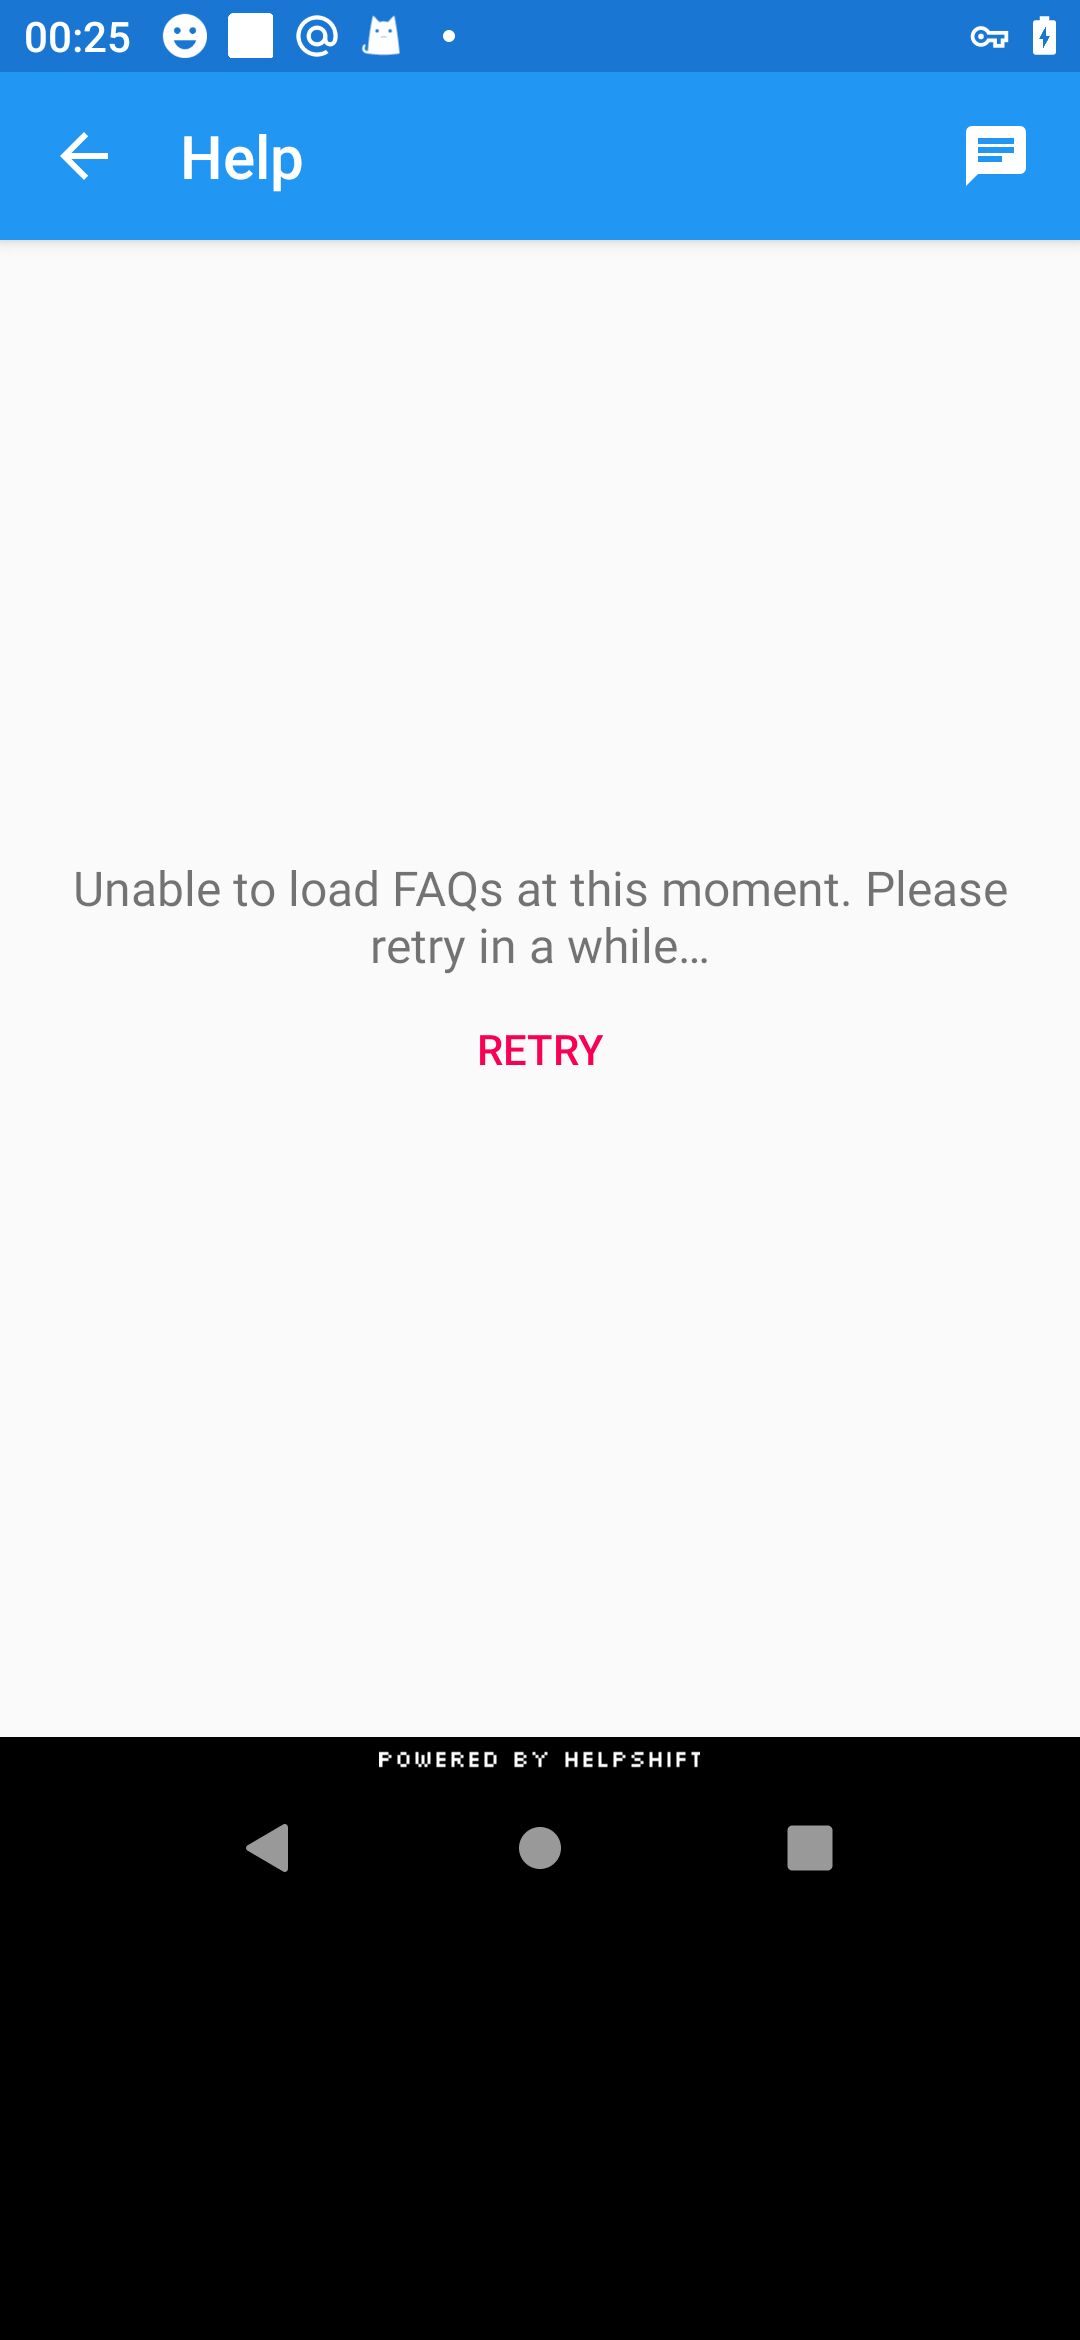 00:25
Help
Unable to load FAQs at this moment. Please
retry in a while…
RETRY
POWERED BY HELPSHIFT